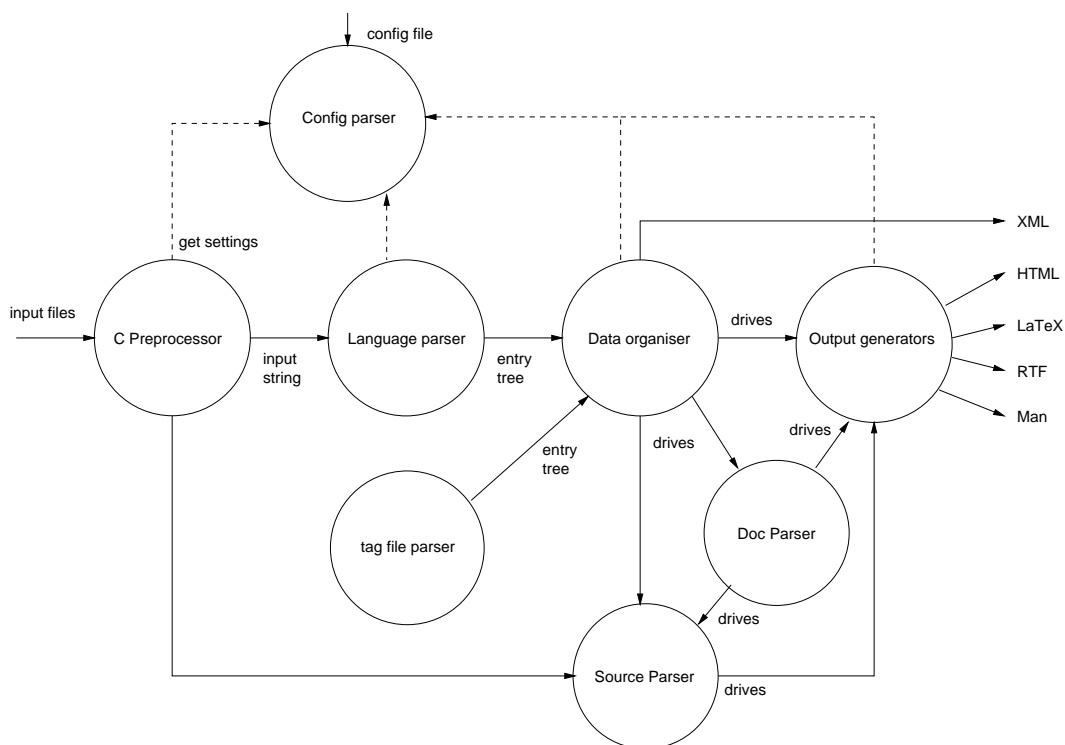 config file
Config parser
get settings
XML
HTML
input files
drives
LaTeX
C Preprocessor
Language parser
Data organiser
Output generators
input
string
entry
tree
RTF
Man
drives
drives
entry
tree
tag file parser
Doc Parser
drives
Source Parser
drives